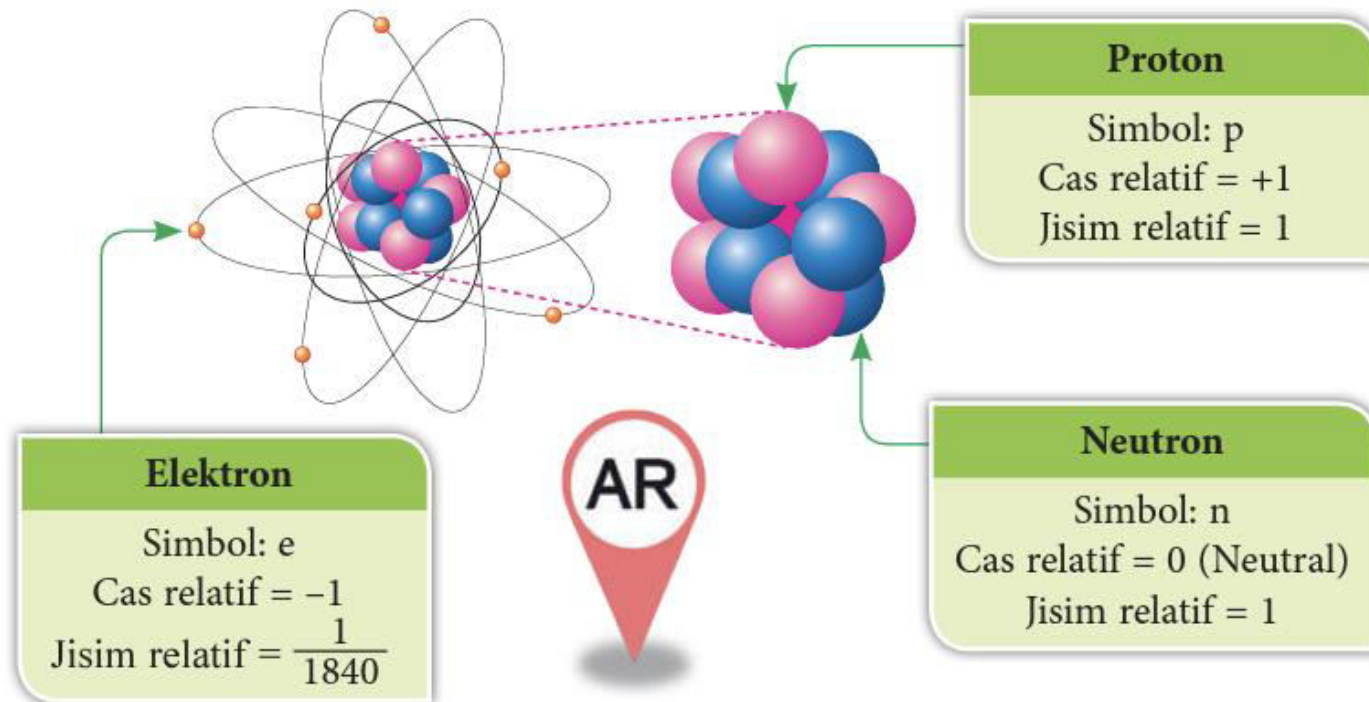 Proton
Simbol: p
Cas relatif = +1
Jisim relatif = 1
Elektron
Simbol: e
Cas relatif = –1
Jisim relatif = 1/1840
AR
Neutron
Simbol: n
Cas relatif = 0 (Neutral)
Jisim relatif = 1